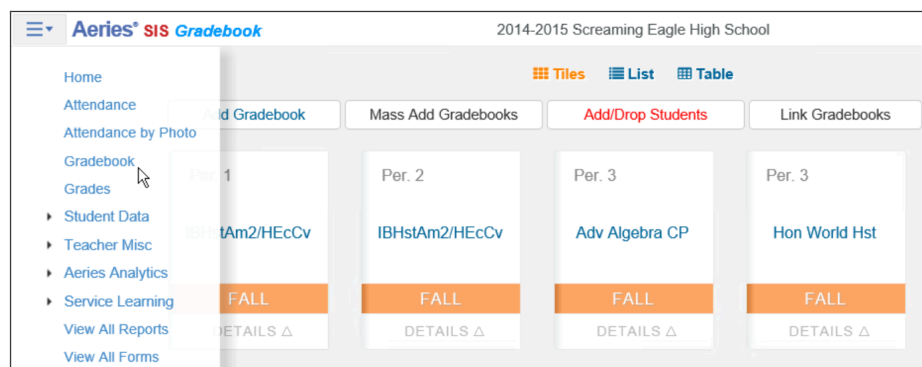 Aeries® SIS Gradebook
2014-2015 Screaming Eagle High School
Tiles List Table
Home
Attendance
Attendance by Photo
Gradebook
Grades
Student Data
Teacher Misc
Aeries Analytics
Service Learning
View All Reports
View All Forms
Add Gradebook
Mass Add Gradebooks
Add/Drop Students
Link Gradebooks
Per. 1
IBHstAm2/HEcCv
FALL
DETAILS △
Per. 2
IBHstAm2/HEcCv
FALL
DETAILS △
Per. 3
Adv Algebra CP
FALL
DETAILS △
Per. 3
Hon World Hst
FALL
DETAILS △